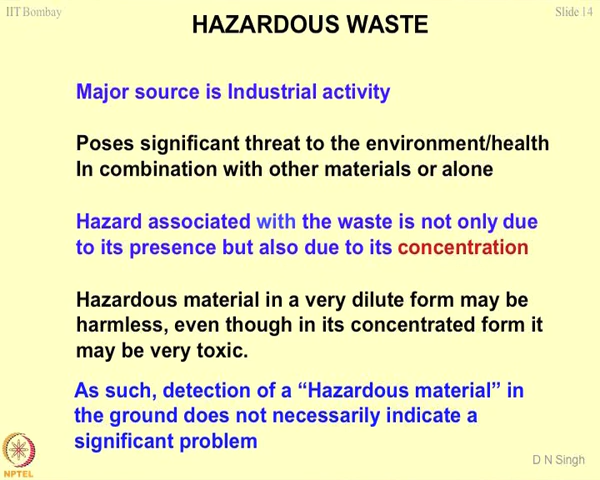 IIT Bombay
Slide 14
HAZARDOUS WASTE
Major source is Industrial activity
Poses significant threat to the environment/health
In combination with other materials or alone
Hazard associated with the waste is not only due
to its presence but also due to its concentration
Hazardous material in a very dilute form may be
harmless, even though in its concentrated form it
may be very toxic.
As such, detection of a “Hazardous material” in
the ground does not necessarily indicate a
significant problem
NPTEL
D N Singh